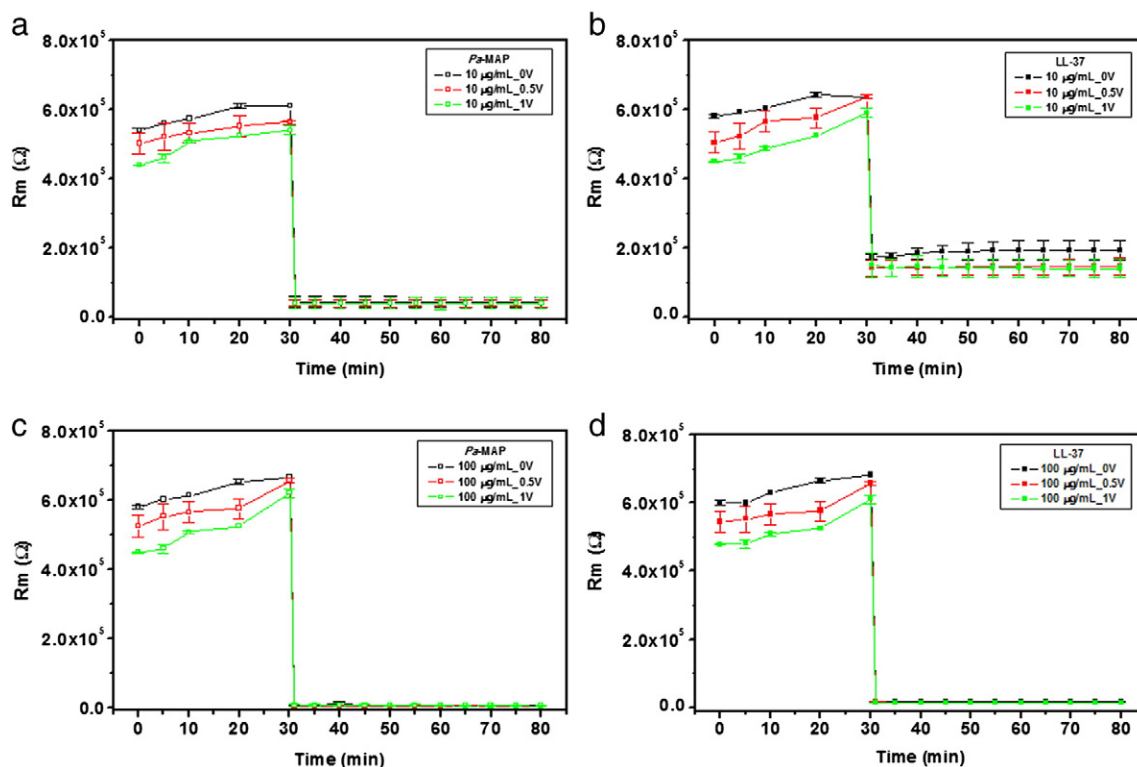 a
8.0x10⁵
6.0x10⁵
4.0x10⁵
2.0x10⁵
0.0
Rm (Ω)
0 10 20 30 40 50 60 70 80
Time (min)
Pa-MAP
10 µg/mL_0V
10 µg/mL_0.5V
10 µg/mL_1V
b
8.0x10⁵
6.0x10⁵
4.0x10⁵
2.0x10⁵
0.0
Rm (Ω)
0 10 20 30 40 50 60 70 80
Time (min)
LL-37
10 µg/mL_0V
10 µg/mL_0.5V
10 µg/mL_1V
c
8.0x10⁵
6.0x10⁵
4.0x10⁵
2.0x10⁵
0.0
Rm (Ω)
0 10 20 30 40 50 60 70 80
Time (min)
Pa-MAP
100 µg/mL_0V
100 µg/mL_0.5V
100 µg/mL_1V
d
8.0x10⁵
6.0x10⁵
4.0x10⁵
2.0x10⁵
0.0
Rm (Ω)
0 10 20 30 40 50 60 70 80
Time (min)
LL-37
100 µg/mL_0V
100 µg/mL_0.5V
100 µg/mL_1V